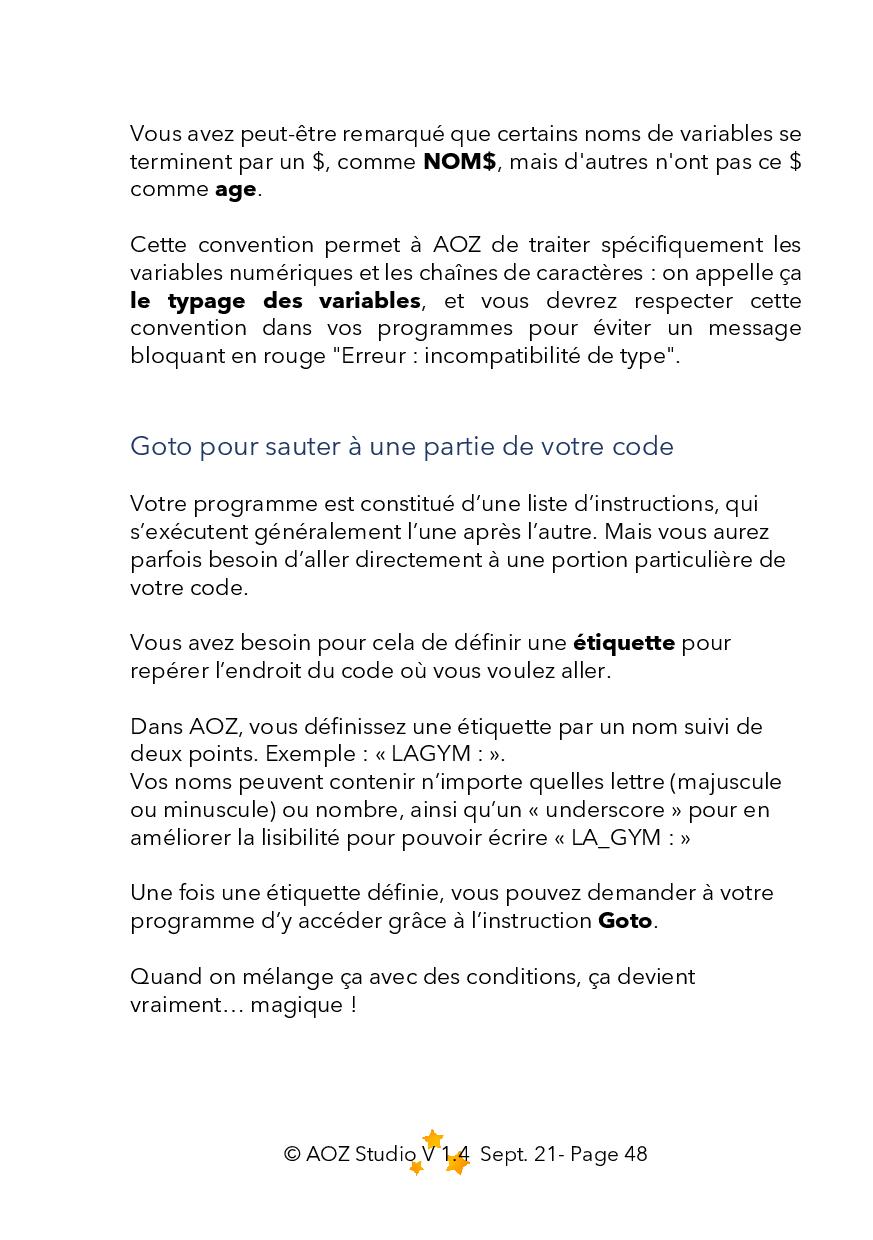 Vous avez peut-être remarqué que certains noms de variables se
terminent par un $, comme NOM$, mais d'autres n'ont pas ce $
comme age.
Cette convention permet à AOZ de traiter spécifiquement les
variables numériques et les chaînes de caractères : on appelle ça
le typage des variables, et vous devrez respecter cette
convention dans vos programmes pour éviter un message
bloquant en rouge "Erreur : incompatibilité de type".
Goto pour sauter à une partie de votre code
Votre programme est constitué d’une liste d’instructions, qui
s’exécutent généralement l’une après l’autre. Mais vous aurez
parfois besoin d’aller directement à une portion particulière de
votre code.
Vous avez besoin pour cela de définir une étiquette pour
repérer l’endroit du code où vous voulez aller.
Dans AOZ, vous définissez une étiquette par un nom suivi de
deux points. Exemple : « LAGYM : ».
Vos noms peuvent contenir n’importe quelles lettre (majuscule
ou minuscule) ou nombre, ainsi qu’un « underscore » pour en
améliorer la lisibilité pour pouvoir écrire « LA_GYM : »
Une fois une étiquette définie, vous pouvez demander à votre
programme d’y accéder grâce à l’instruction Goto.
Quand on mélange ça avec des conditions, ça devient
vraiment… magique !
© AOZ Studio V 1.4 Sept. 21- Page 48